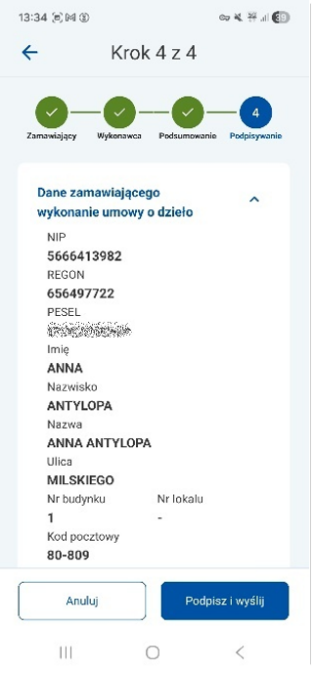 13:34
Krok 4 z 4
4
Zamawiający Wykonawca Podsumowanie Podpisywanie
Dane zamawiającego
wykonanie umowy o dzieło
NIP
5666413982
REGON
656497722
PESEL
Imię
ANNA
Nazwisko
ANTYLOPA
Nazwa
ANNA ANTYLOPA
Ulica
MILSKIEGO
Nr budynku Nr lokalu
1 -
Kod pocztowy
80-809
Anuluj Podpisz i wyślij